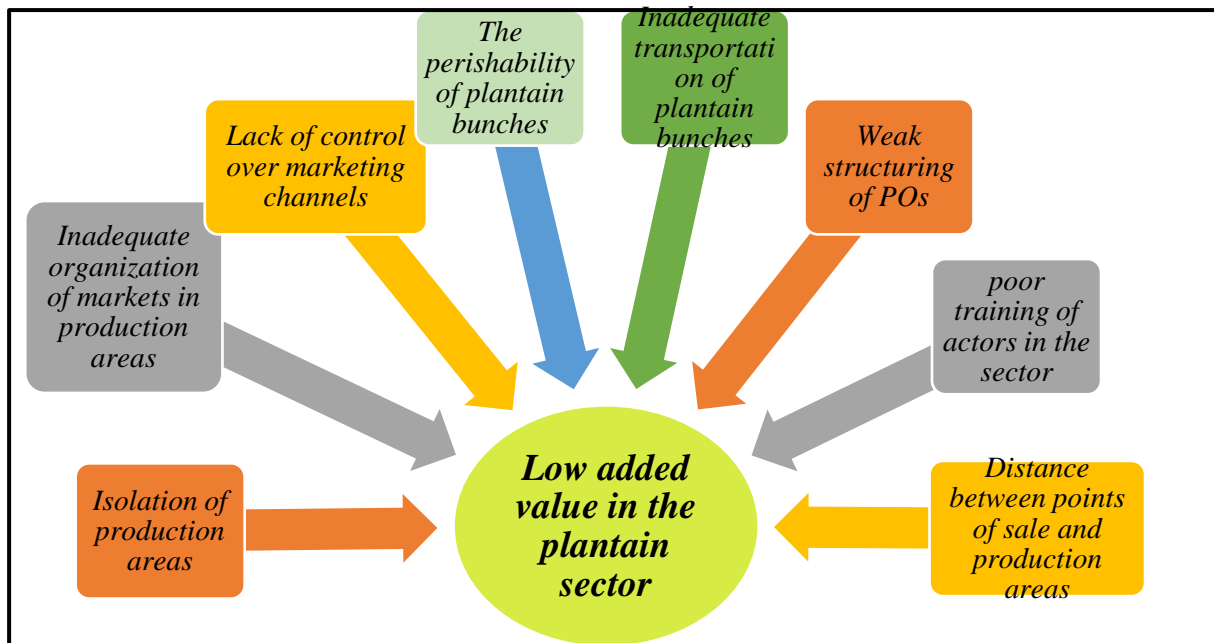 The
perishability
of plantain
bunches
Inadequate
transportati
on of
plantain
bunches
Lack of control
over marketing
channels
Weak
structuring
of POs
Inadequate
organization
of markets in
production
areas
poor
training of
actors in the
sector
Isolation of
production
areas
Low added
value in the
plantain
sector
Distance
between points
of sale and
production
areas